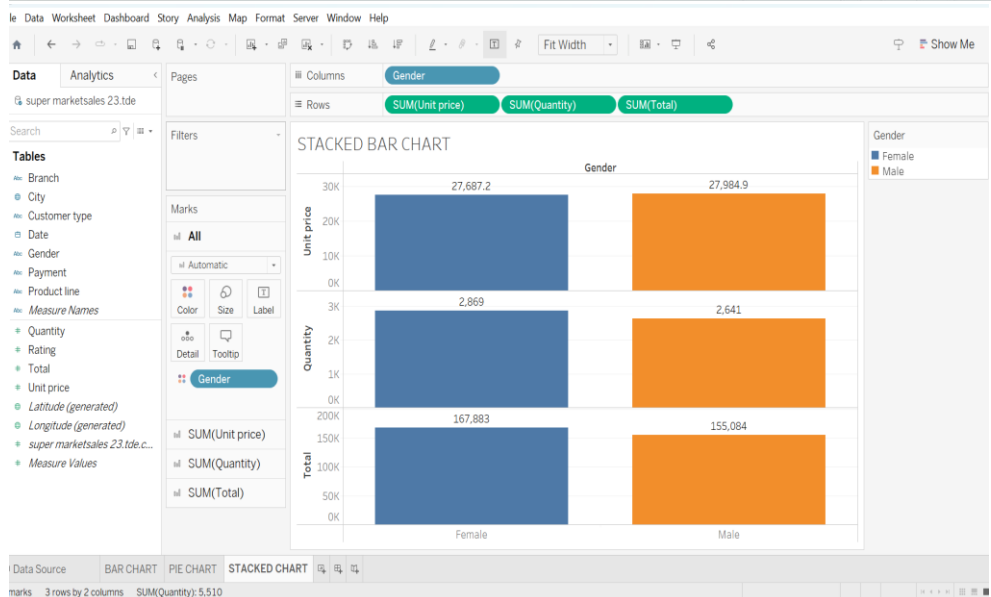 le Data Worksheet Dashboard Story Analysis Map Format Server Window Help
Fit Width
Show Me
Data Analytics
super marketsales 23.tde
Search
Tables
Branch
City
Customer type
Date
Gender
Payment
Product line
Measure Names
Quantity
Rating
Total
Unit price
Latitude (generated)
Longitude (generated)
super marketsales 23.tde.c...
Measure Values
Pages
Filters
Marks
All
Automatic
Color Size Label
Detail Tooltip
Gender
SUM(Unit price)
SUM(Quantity)
SUM(Total)
Columns Gender
Rows SUM(Unit price) SUM(Quantity) SUM(Total)
STACKED BAR CHART
Gender
Unit price
30K
20K
10K
0K
27,687.2 27,984.9
Quantity
3K
2K
1K
0K
2,869 2,641
Total
200K
150K
100K
50K
0K
167,883 155,084
Female Male
Gender
Female
Male
Data Source BAR CHART PIE CHART STACKED CHART
marks 3 rows by 2 columns SUM(Quantity): 5,510